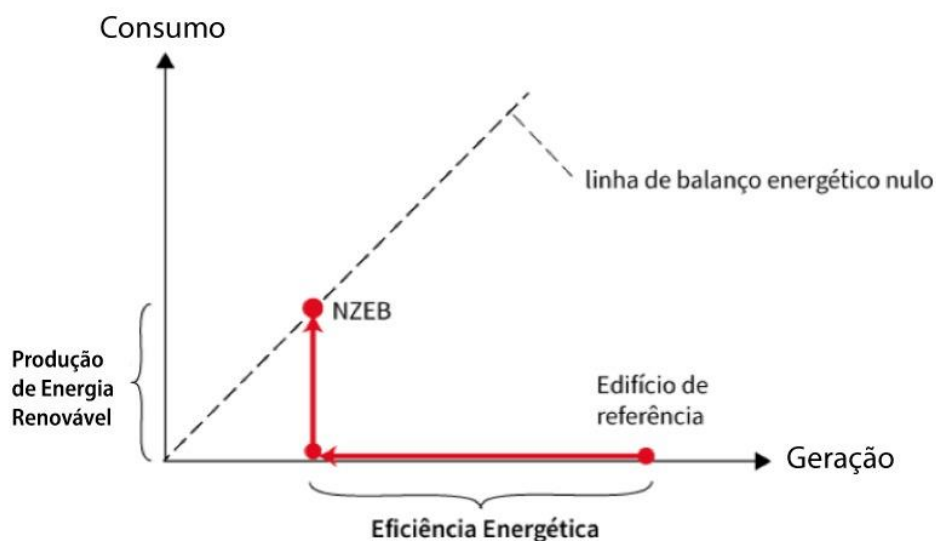 Consumo
linha de balanço energético nulo
NZEB
Produção
de Energia
Renovável
Edifício de
referência
Geração
Eficiência Energética